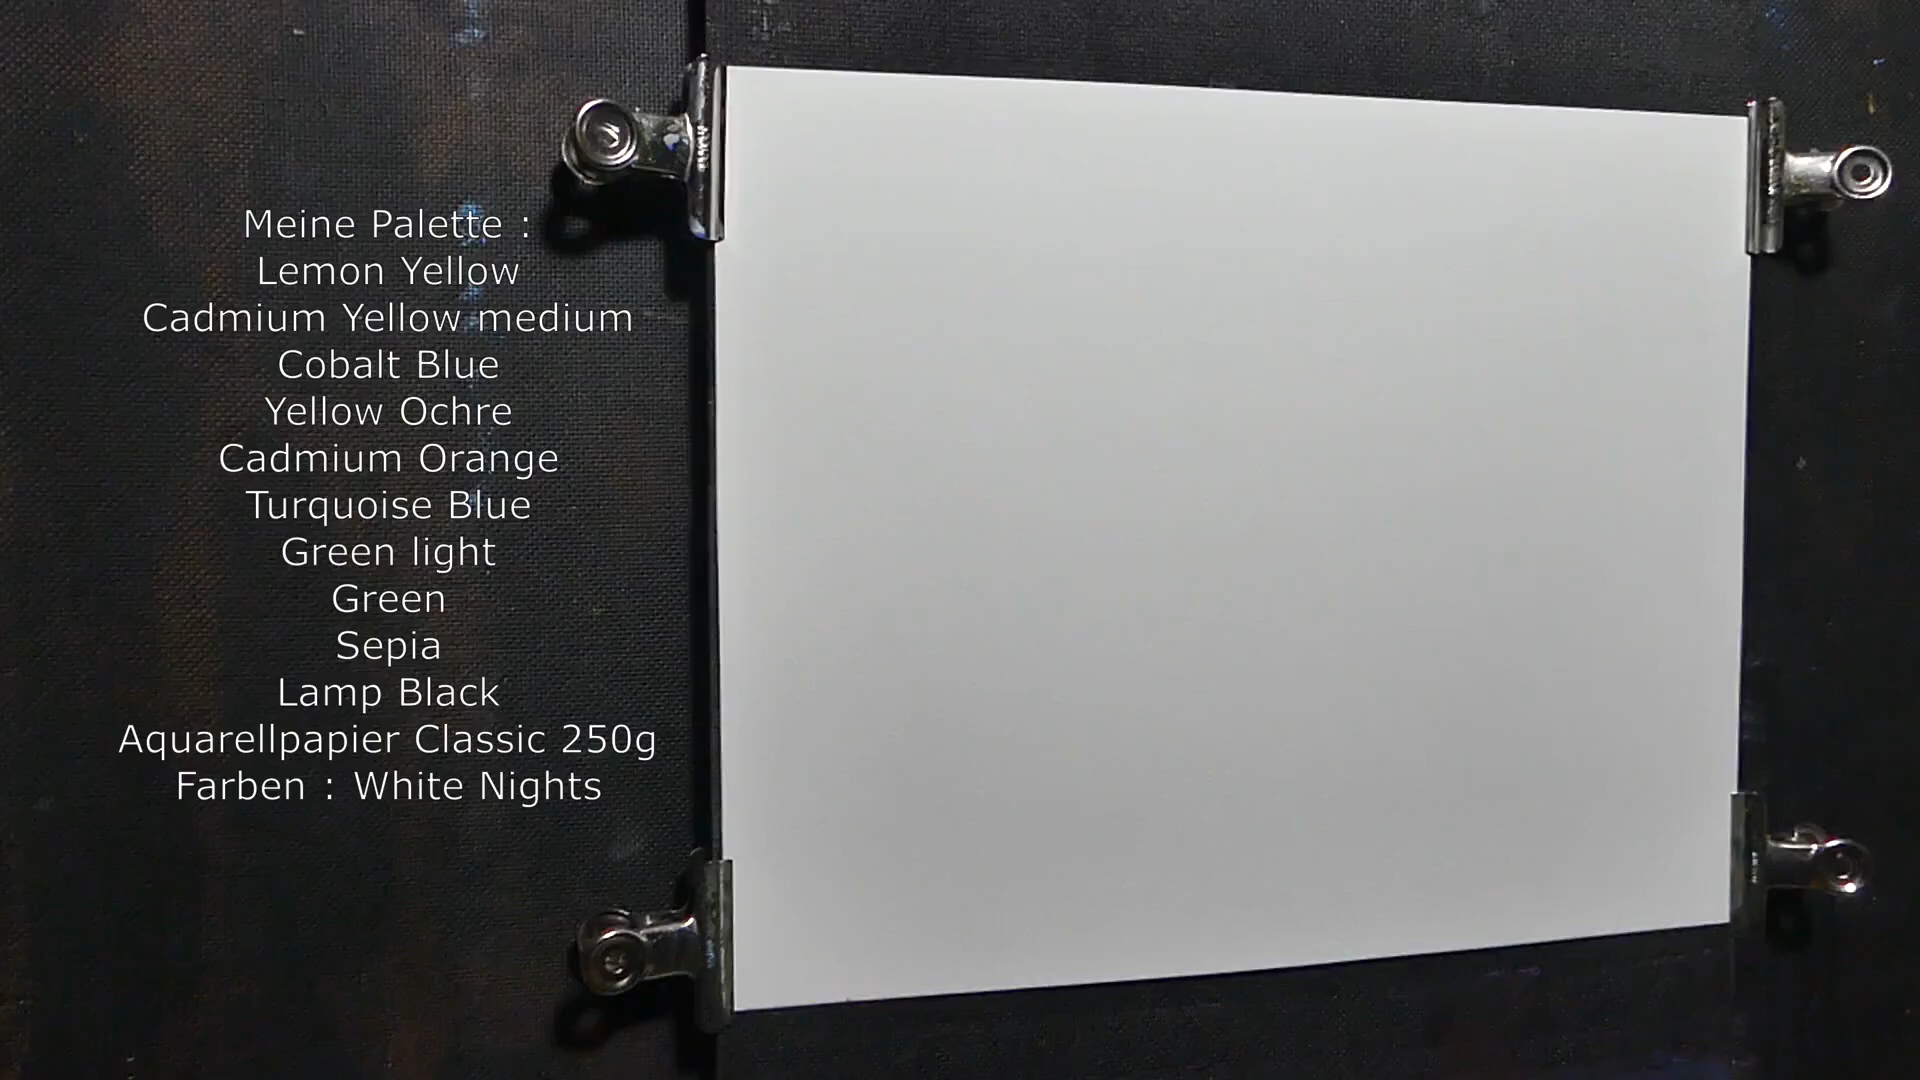 Meine Palette :
Lemon Yellow
Cadmium Yellow medium
Cobalt Blue
Yellow Ochre
Cadmium Orange
Turquoise Blue
Green light
Green
Sepia
Lamp Black
Aquarellpapier Classic 250g
Farben : White Nights